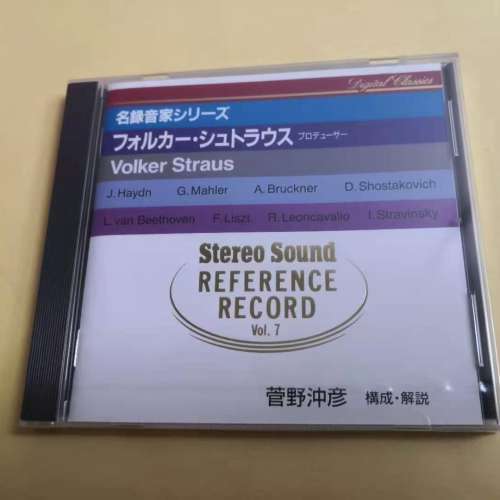 Digital Classics
名録音家シリーズ
フォルカー・シュトラウス プロデューサー
Volker Straus
J. Haydn G. Mahler A. Bruckner D. Shostakovich
L. van Beethoven F. Liszt R. Leoncavallo I. Stravinsky
Stereo Sound
REFERENCE
RECORD
Vol. 7
菅野沖彦 構成・解説